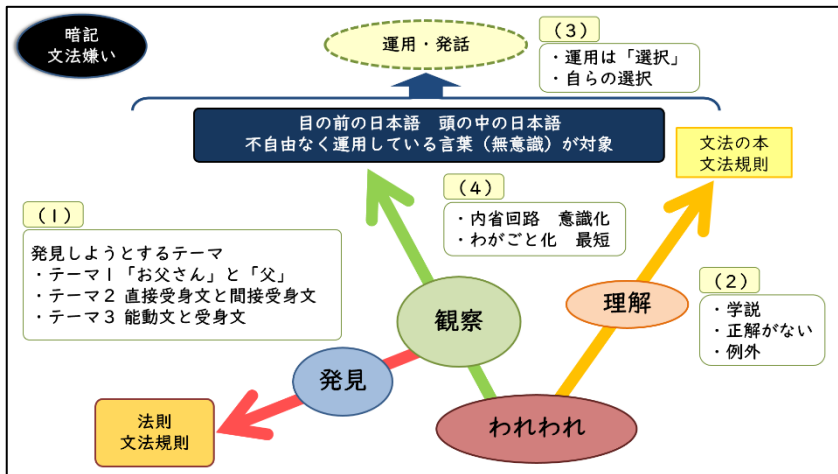 暗記
文法嫌い
運用・発話
(3)
・運用は「選択」
・自らの選択
目の前の日本語　頭の中の日本語
不自由なく運用している言葉（無意識）が対象
文法の本
文法規則
(1)
発見しようとするテーマ
・テーマ1「お父さん」と「父」
・テーマ2 直接受身文と間接受身文
・テーマ3 能動文と受身文
(4)
・内省回路　意識化
・わがごと化　最短
(2)
・学説
・正解がない
・例外
理解
観察
発見
われわれ
法則
文法規則